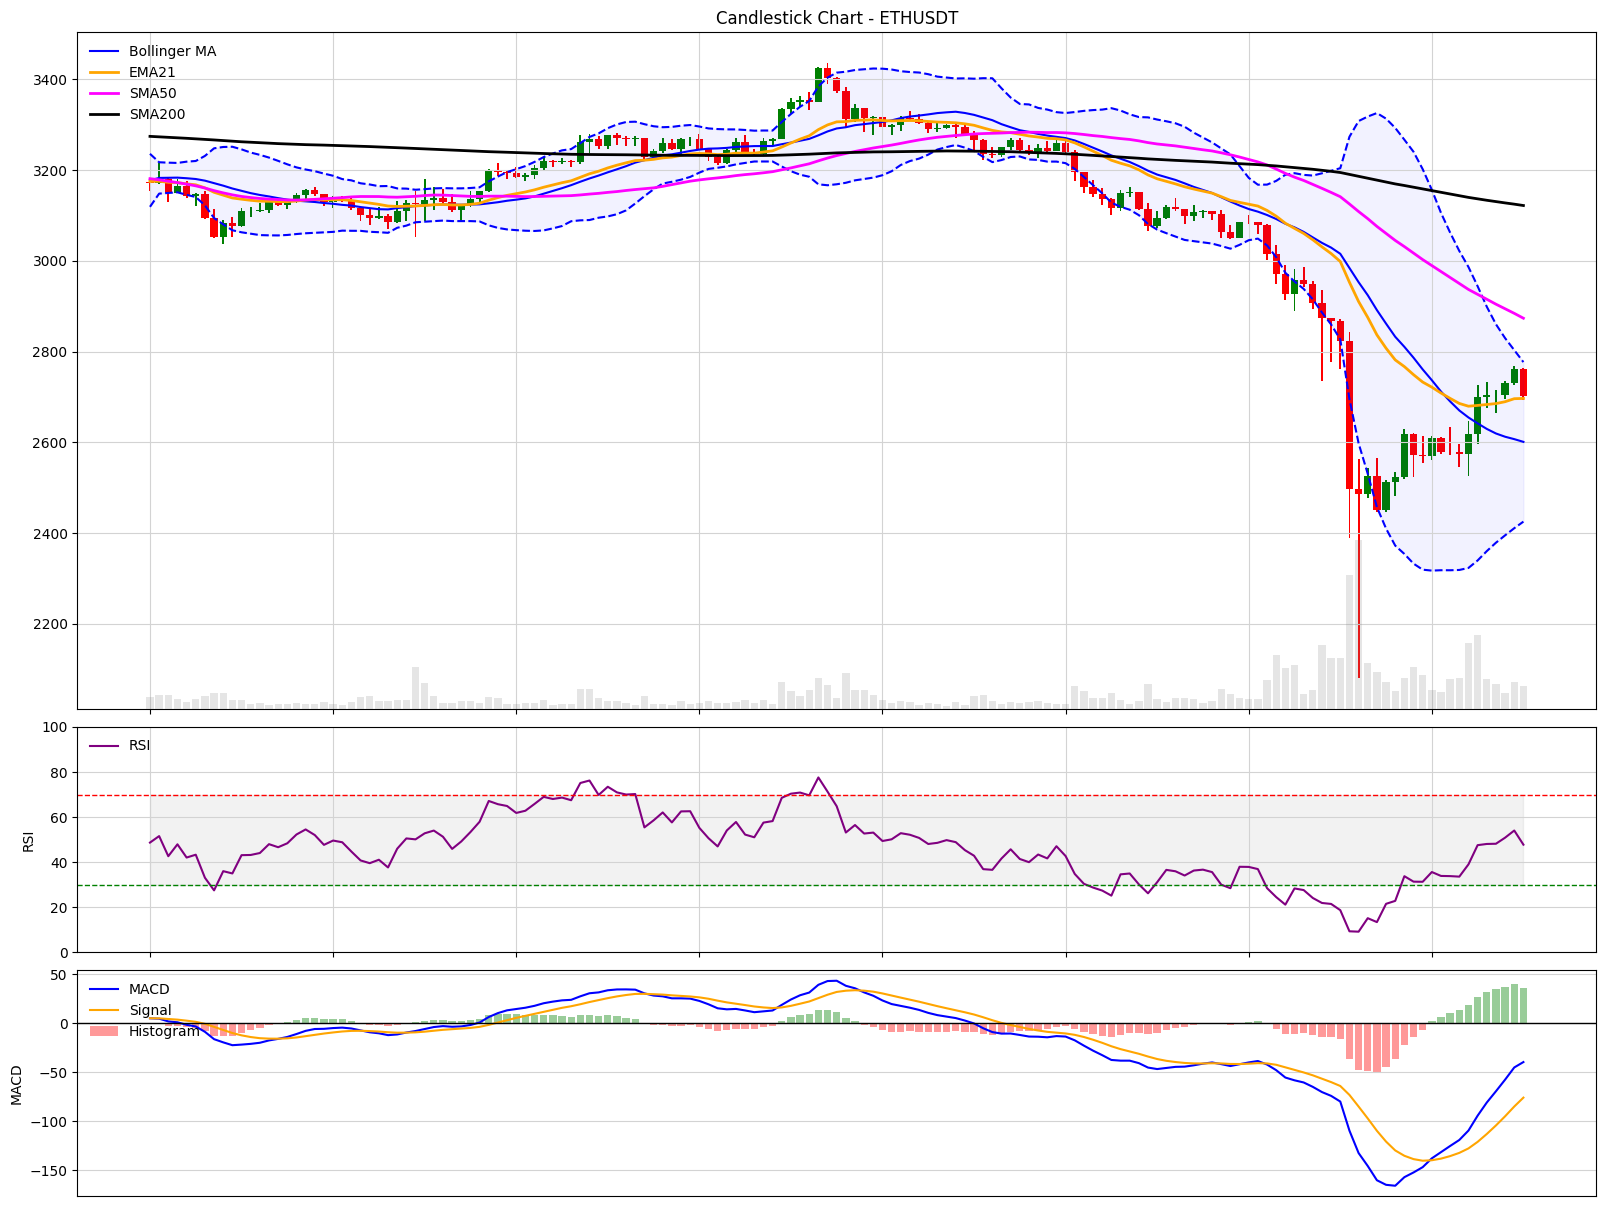 Candlestick Chart - ETHUSDT
Bollinger MA
EMA21
SMA50
SMA200
3400
3200
3000
2800
2600
2400
2200
100
80
60
40
20
0
RSI
RSI
50
0
−50
−100
−150
MACD
MACD
Signal
Histogram